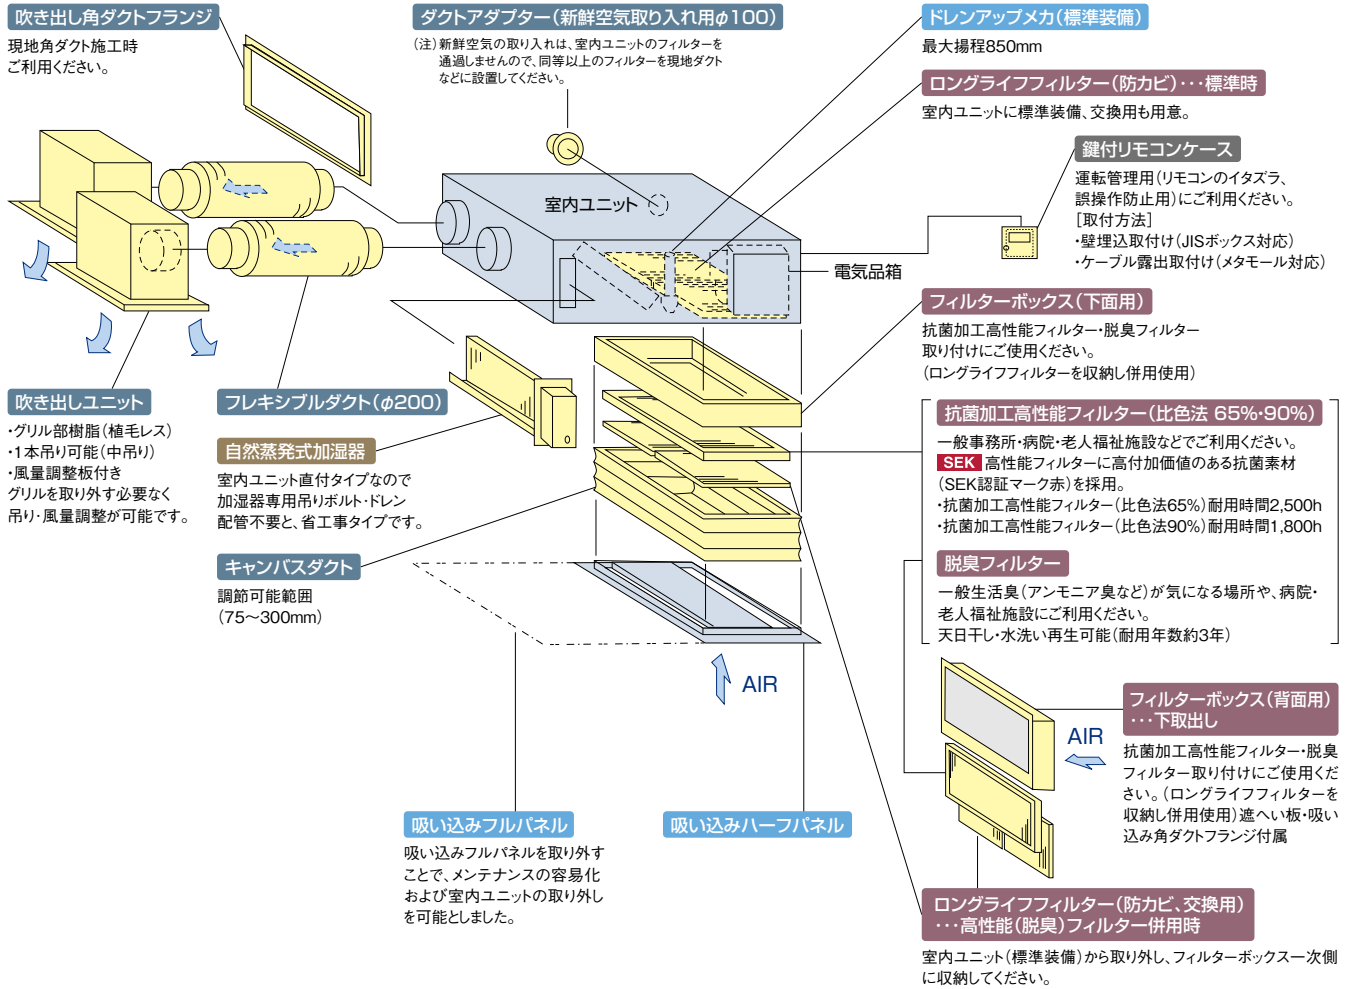 吹き出し角ダクトフランジ
現地角ダクト施工時
ご利用ください。
ダクトアダプター（新鮮空気取り入れ用φ100）
（注）新鮮空気の取り入れは、室内ユニットのフィルターを
通過しませんので、同等以上のフィルターを現地ダクト
などに設置してください。
ドレンアップメカ（標準装備）
最大揚程850mm
ロングライフフィルター（防カビ）･･･標準時
室内ユニットに標準装備、交換用も用意。
鍵付リモコンケース
運転管理用（リモコンのイタズラ、
誤操作防止用）にご利用ください。
［取付方法］
・壁埋込取付け（JISボックス対応）
・ケーブル露出取付け（メタモール対応）
室内ユニット
電気品箱
フィルターボックス（下面用）
抗菌加工高性能フィルター・脱臭フィルター
取り付けにご使用ください。
（ロングライフフィルターを収納し併用使用）
吹き出しユニット
・グリル部樹脂（植毛レス）
・1本吊り可能（中吊り）
・風量調整板付き
グリルを取り外す必要なく
吊り・風量調整が可能です。
フレキシブルダクト（φ200）
自然蒸発式加湿器
室内ユニット直付タイプなので
加湿器専用吊りボルト・ドレン
配管不要と、省工事タイプです。
キャンバスダクト
調節可能範囲
（75～300mm）
抗菌加工高性能フィルター（比色法 65%・90%）
一般事務所・病院・老人福祉施設などでご利用ください。
SEK 高性能フィルターに高付加価値のある抗菌素材
（SEK認証マーク赤）を採用。
・抗菌加工高性能フィルター（比色法65%）耐用時間2,500h
・抗菌加工高性能フィルター（比色法90%）耐用時間1,800h
脱臭フィルター
一般生活臭（アンモニア臭など）が気になる場所や、病院・
老人福祉施設にご利用ください。
天日干し・水洗い再生可能（耐用年数約3年）
AIR
フィルターボックス（背面用）
･･･下取出し
AIR
抗菌加工高性能フィルター・脱臭
フィルター取り付けにご使用くだ
さい。（ロングライフフィルターを
収納し併用使用）遮へい板・吸い
込み角ダクトフランジ付属
吸い込みフルパネル
吸い込みフルパネルを取り外す
ことで、メンテナンスの容易化
および室内ユニットの取り外し
を可能としました。
吸い込みハーフパネル
ロングライフフィルター（防カビ、交換用）
･･･高性能（脱臭）フィルター併用時
室内ユニット（標準装備）から取り外し、フィルターボックス一次側
に収納してください。